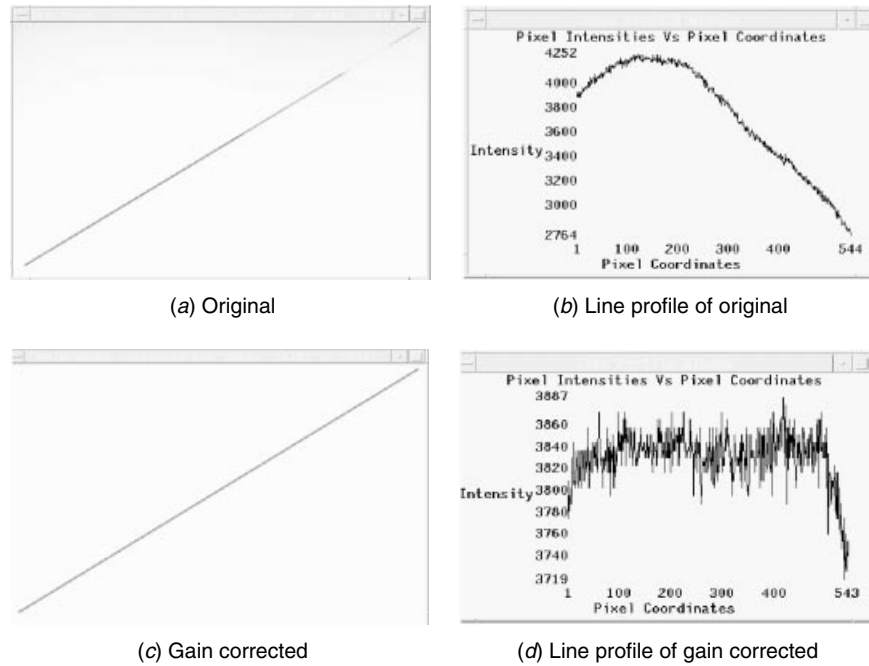 Pixel Intensities Vs Pixel Coordinates
4252
4000
3800
3600
Intensity 3400
3200
3000
2764
1 100 200 300 400 544
Pixel Coordinates
(a) Original
(b) Line profile of original
Pixel Intensities Vs Pixel Coordinates
3887
3860
3840
3820
Intensity 3800
3780
3760
3740
3719
1 100 200 300 400 543
Pixel Coordinates
(c) Gain corrected
(d) Line profile of gain corrected